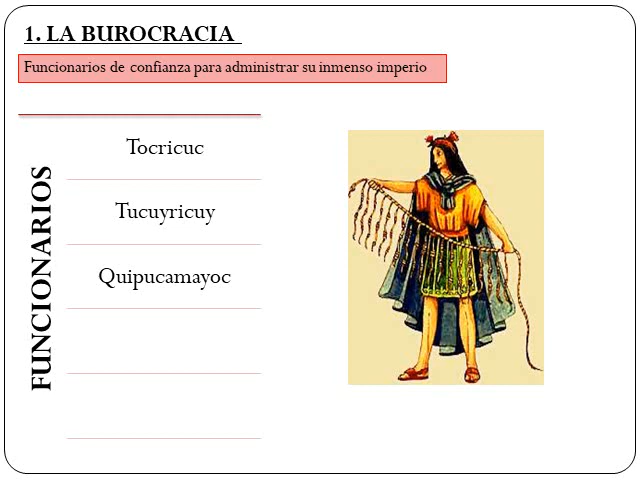 1. LA BUROCRACIA
Funcionarios de confianza para administrar su inmenso imperio
FUNCIONARIOS
Tocricuc
Tucuyricuy
Quipucamayoc